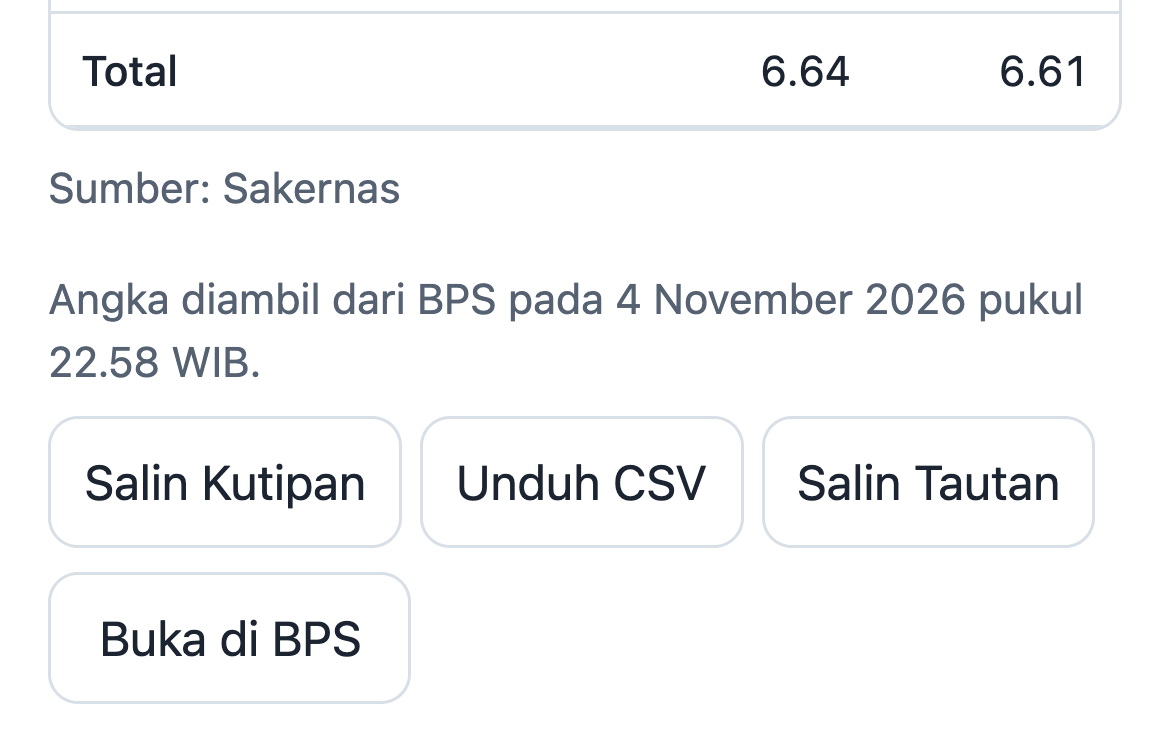 Total 6.64 6.61
Sumber: Sakernas
Angka diambil dari BPS pada 4 November 2026 pukul
22.58 WIB.
Salin Kutipan Unduh CSV Salin Tautan
Buka di BPS